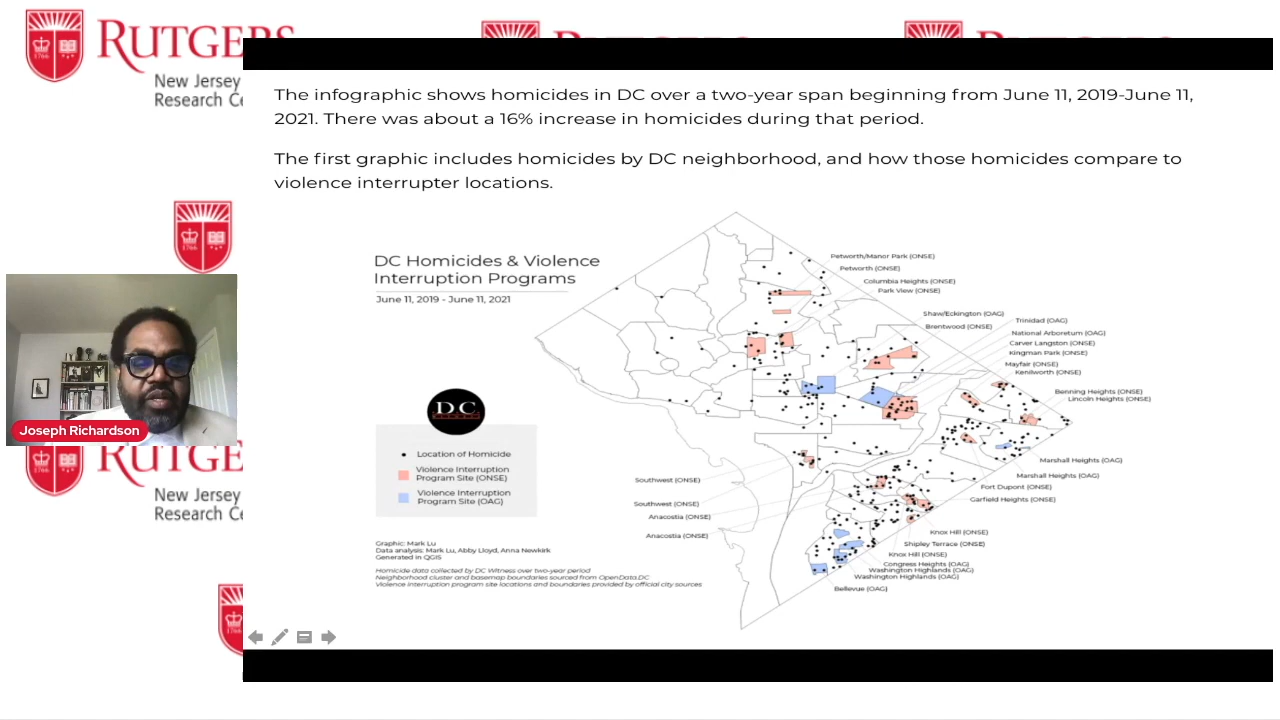 RUTGERS
New Jersey
Research Ce
1766
The infographic shows homicides in DC over a two-year span beginning from June 11, 2019-June 11,
2021. There was about a 16% increase in homicides during that period.
The first graphic includes homicides by DC neighborhood, and how those homicides compare to
violence interrupter locations.
DC Homicides & Violence
Interruption Programs
June 11, 2019 - June 11, 2021
Petworth/Manor Park (ONSE)
Petworth (ONSE)
Columbia Heights (ONSE)
Park View (ONSE)
Shaw/Eckington (OAG)
Brentwood (ONSE)
Trinidad (OAG)
National Arboretum (OAG)
Carver Langston (ONSE)
Kingman Park (ONSE)
Mayfair (ONSE)
Kenilworth (ONSE)
Benning Heights (ONSE)
Lincoln Heights (ONSE)
DC
Location of Homicide
Violence Interruption
Program Site (ONSE)
Violence Interruption
Program Site (OAG)
Marshall Heights (OAG)
Marshall Heights (OAG)
Fort Dupont (ONSE)
Garfield Heights (ONSE)
Southwest (ONSE)
Southwest (ONSE)
Anacostia (ONSE)
Anacostia (ONSE)
Knox Hill (ONSE)
Shipley Terrace (ONSE)
Knox Hill (ONSE)
Congress Heights (OAG)
Washington Highlands (OAG)
Washington Highlands (OAG)
Bellevue (OAG)
Graphic: Mark Lu
Data analysis: Mark Lu, Abby Lloyd, Anna Newkirk
Generated in QGIS
Homicide data collected by DC Witness over two-year period
Neighborhood cluster and basemap boundaries sourced from OpenData.DC
Violence interruption program site locations and boundaries provided by official city sources
Joseph Richardson
RUTGE
1766
New Jersey
Research Ce